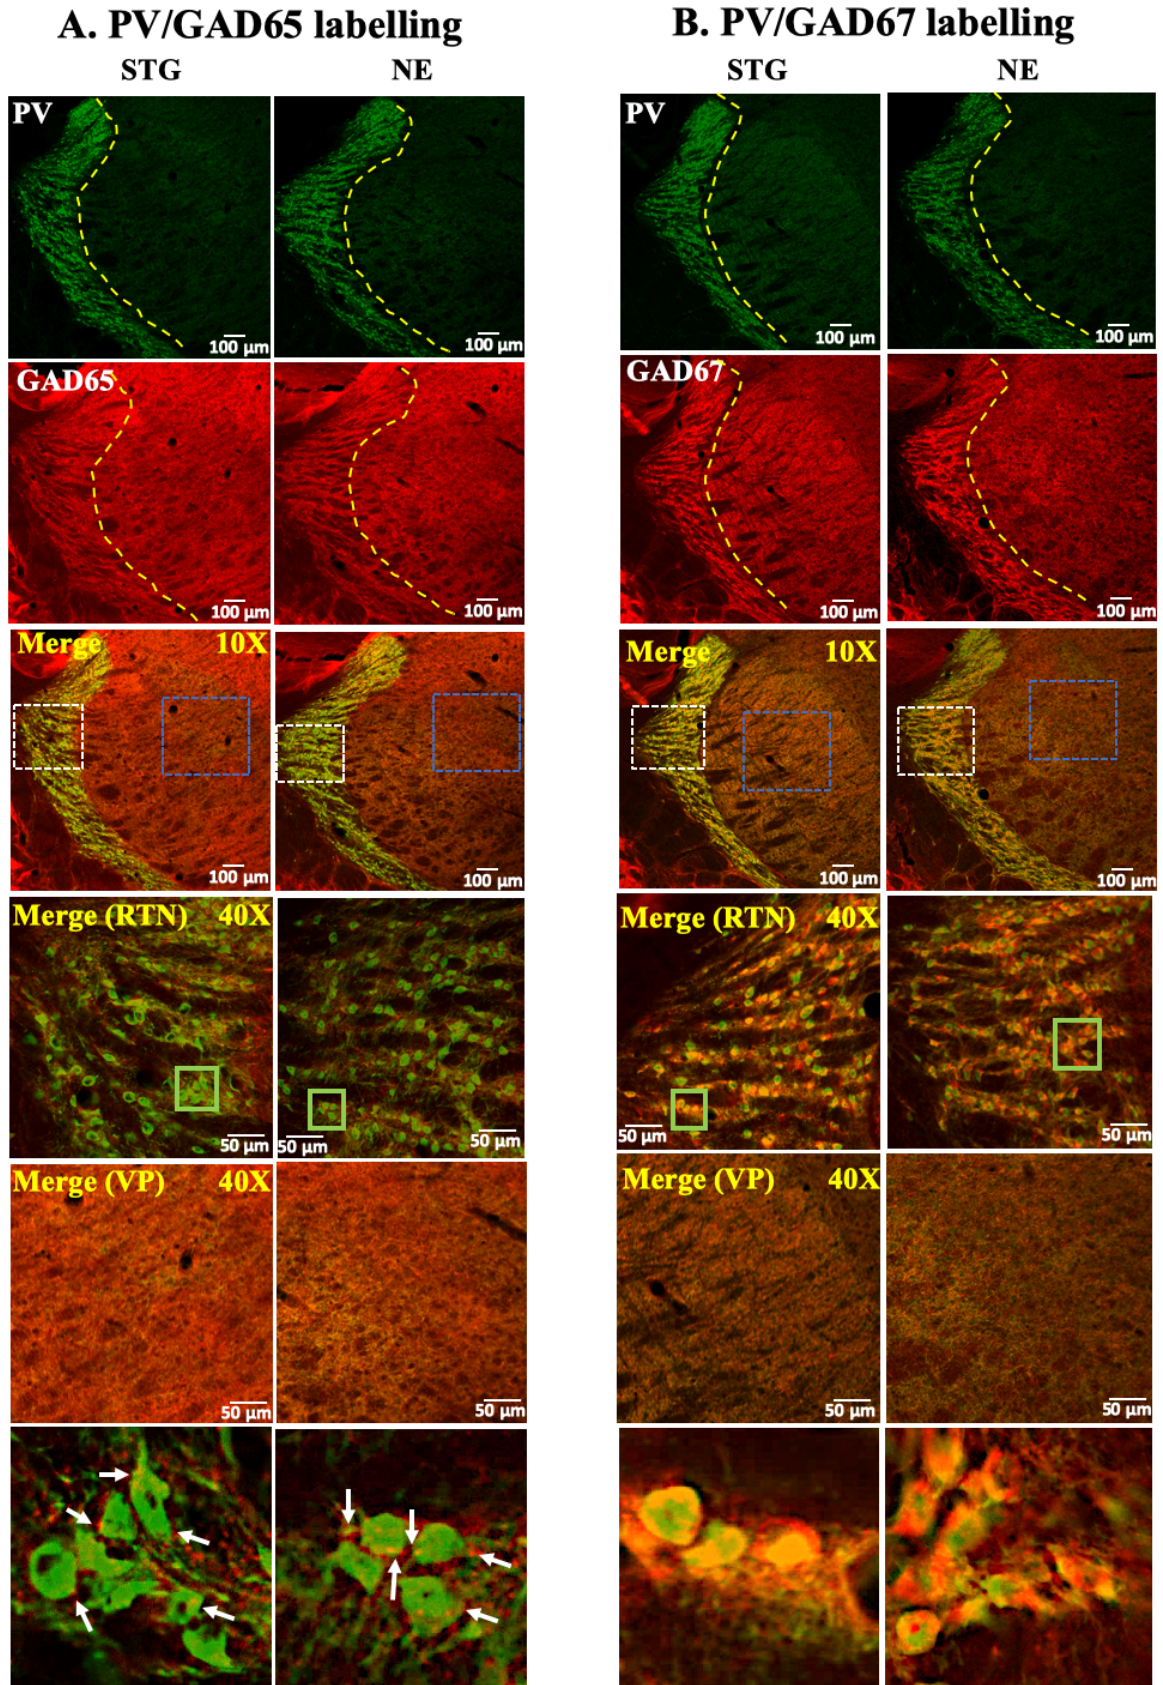 A. PV/GAD65 labelling
B. PV/GAD67 labelling
STG
NE
STG
NE
PV
PV
100 µm
100 µm
100 µm
100 µm
GAD65
GAD67
100 µm
100 µm
100 µm
100 µm
Merge 10X
Merge 10X
100 µm
100 µm
100 µm
100 µm
Merge (RTN) 40X
Merge (RTN) 40X
50 µm
50 µm
50 µm
50 µm
50 µm
Merge (VP) 40X
Merge (VP) 40X
50 µm
50 µm
50 µm
50 µm